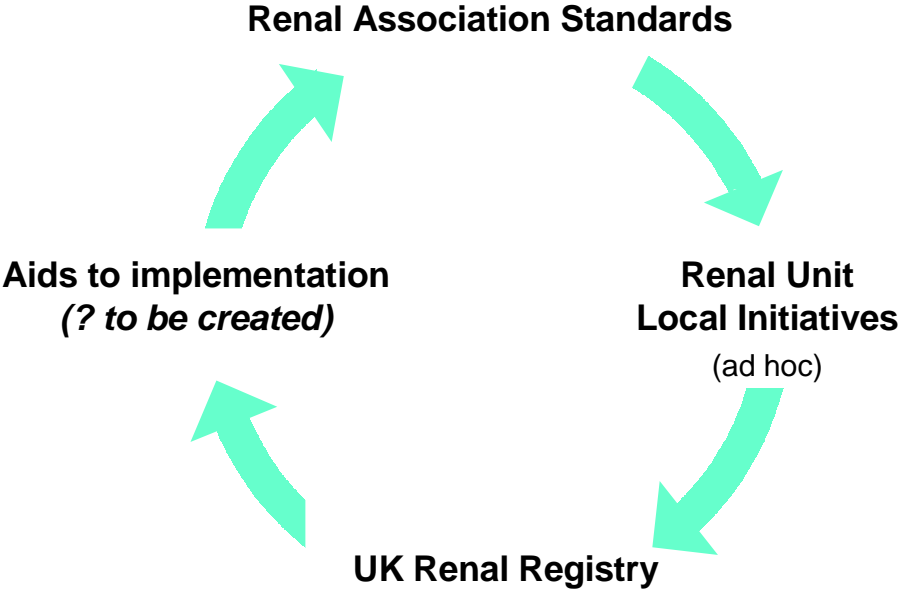 Renal Association Standards
Aids to implementation
(? to be created)
Renal Unit
Local Initiatives
(ad hoc)
UK Renal Registry